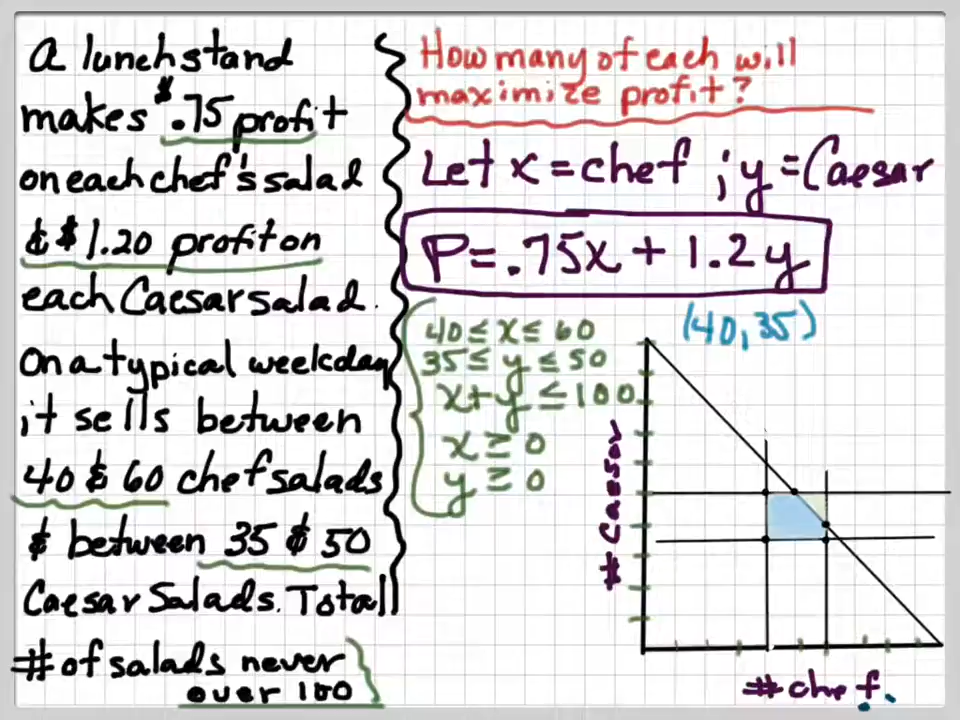 A lunchstand
makes $.75 profit
on each chef's salad
& $1.20 profit on
each Caesar salad.
On a typical weekday
it sells between
40 & 60 chef salads
& between 35 & 50
Caesar Salads. Total
# of salads never
over 100
How many of each will
maximize profit?
Let x = chef ; y = Caesar
P = .75x + 1.2y
40 ≤ x ≤ 60
35 ≤ y ≤ 50
x + y ≤ 100
x ≥ 0
y ≥ 0
(40,35)
# Caesar
# chef.